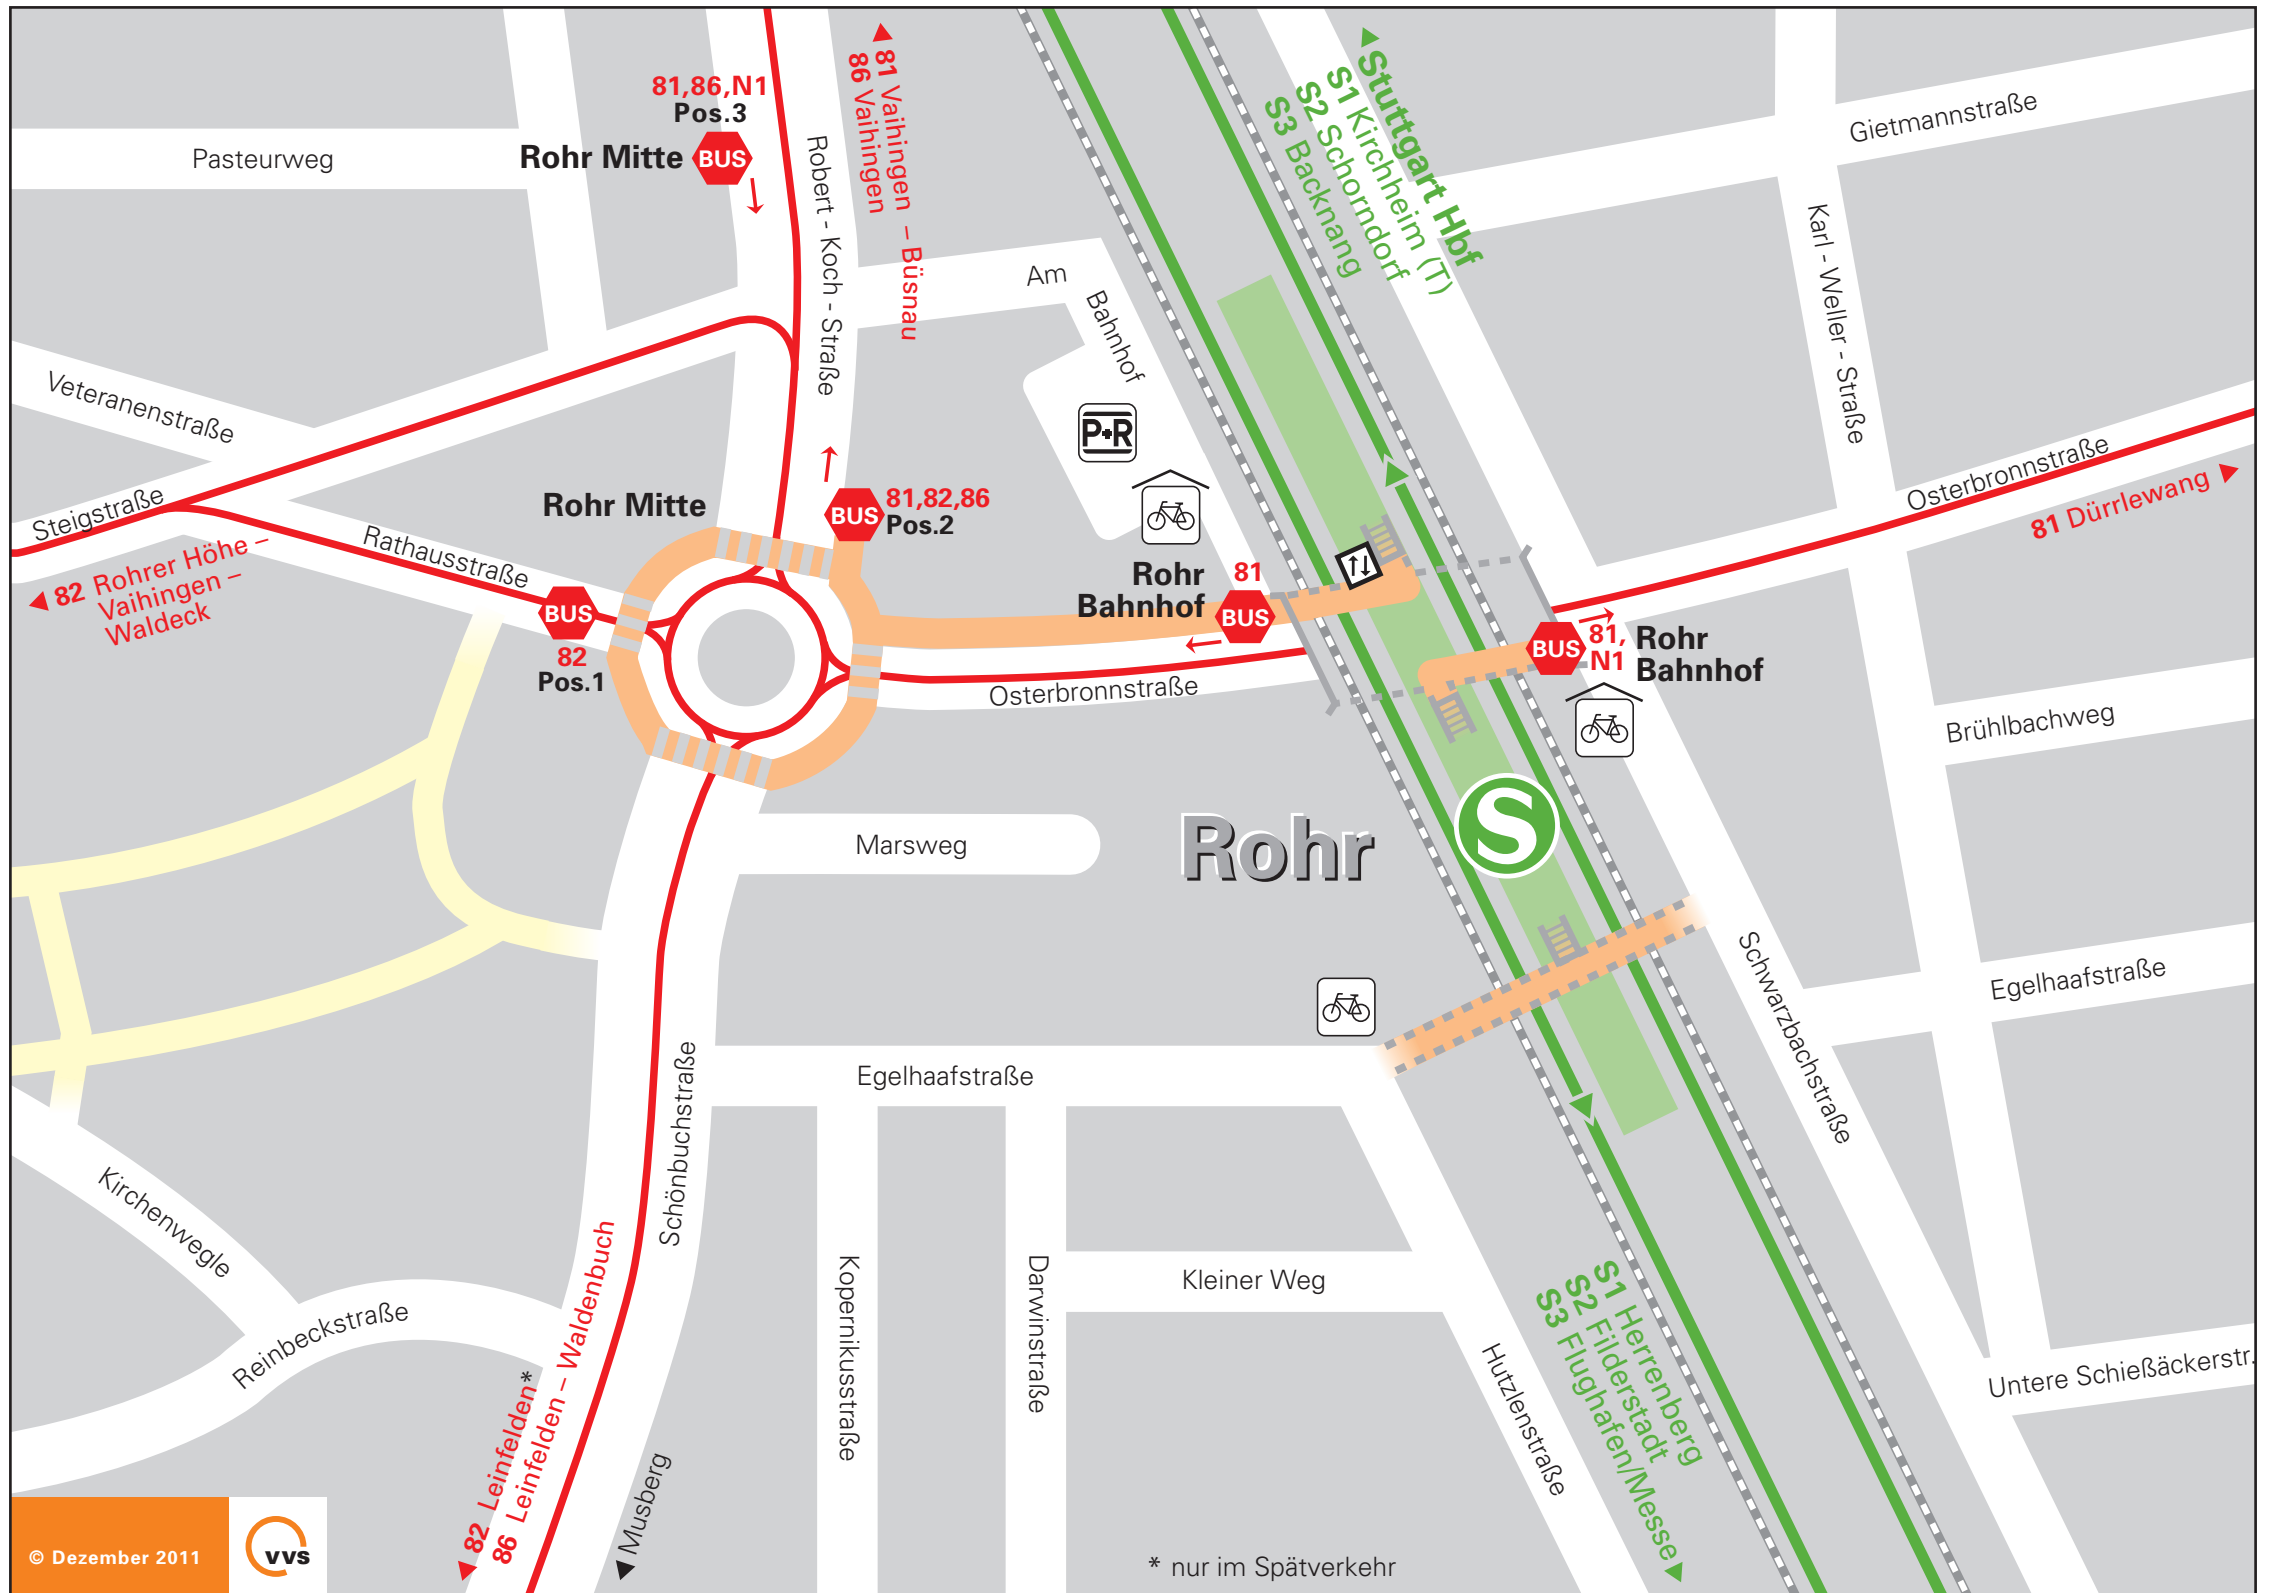 81,86,N1
Pos.3
Rohr Mitte
BUS
Pasteurweg
Robert - Koch - Straße
81 Vaihingen – Büsnau
86 Vaihingen
Stuttgart Hbf
S1 Kirchheim (T)
S2 Schorndorf
S3 Backnang
Gietmannstraße
Karl - Weller - Straße
Am
Bahnhof
P+R
Veteranenstraße
Steigstraße
Rathausstraße
82 Rohrer Höhe –
Vaihingen –
Waldeck
Rohr Mitte
BUS
81,82,86
Pos.2
BUS
82
Pos.1
Rohr
Bahnhof
81
BUS
Osterbronnstraße
Osterbronnstraße
81 Dürrlewang
BUS
81,
N1
Rohr
Bahnhof
Brühlbachweg
Marsweg
Rohr
S
Schwarzbachstraße
Egelhaafstraße
Egelhaafstraße
Schönbuchstraße
Kirchenwegle
Reinbeckstraße
Kopernikusstraße
Darwinstraße
Kleiner Weg
Hutzlenstraße
S1 Herrenberg
S2 Filderstadt
S3 Flughafen/Messe
Untere Schießäckerstr.
82 Leinfelden*
86 Leinfelden – Waldenbuch
Musberg
* nur im Spätverkehr
© Dezember 2011
vvs